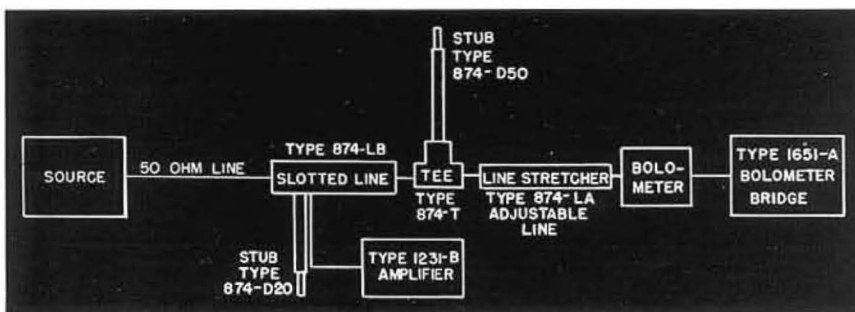 STUB
TYPE
874-D50
TYPE 874-LB
SOURCE
50 OHM LINE
SLOTTED LINE
TEE
TYPE
874-T
LINE STRETCHER
TYPE 874-LA
ADJUSTABLE
LINE
BOLO-
METER
TYPE 1651-A
BOLOMETER
BRIDGE
STUB
TYPE
874-D20
TYPE 1231-B
AMPLIFIER